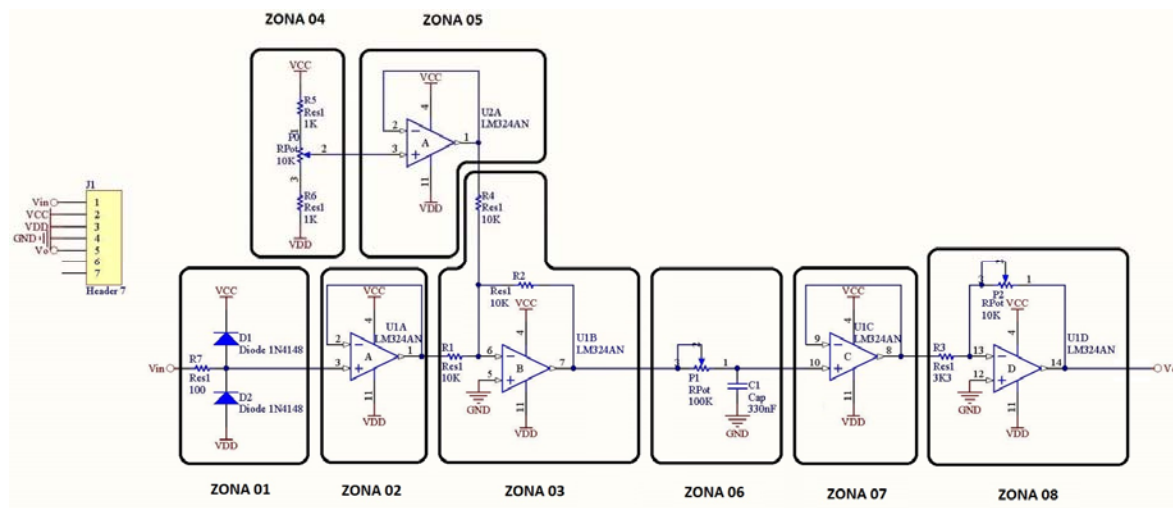 ZONA 04
ZONA 05
VCC
R5
Res1
1K
1
P0
RPot
10K
2
3
R6
Res1
1K
VDD
VCC
4
U2A
LM324AN
2
A
1
3
11
VDD
R4
Res1
10K
J1
Vin
1
VCC
2
VDD
3
GND
4
Vo
5
6
7
Header 7
VCC
D1
Diode 1N4148
R7
Vin
Res1
100
D2
Diode 1N4148
VDD
VCC
4
U1A
LM324AN
2
A
1
3
11
VDD
R2
Res1
10K
VCC
4
U1B
LM324AN
R1
Res1
10K
6
B
7
5
GND
11
VDD
P1
RPot
100K
1
C1
Cap
330nF
GND
VCC
4
U1C
LM324AN
9
C
8
10
11
VDD
1
P2
RPot
10K
VCC
4
U1D
LM324AN
R3
Res1
3K3
13
D
14
12
GND
11
VDD
ZONA 01
ZONA 02
ZONA 03
ZONA 06
ZONA 07
ZONA 08